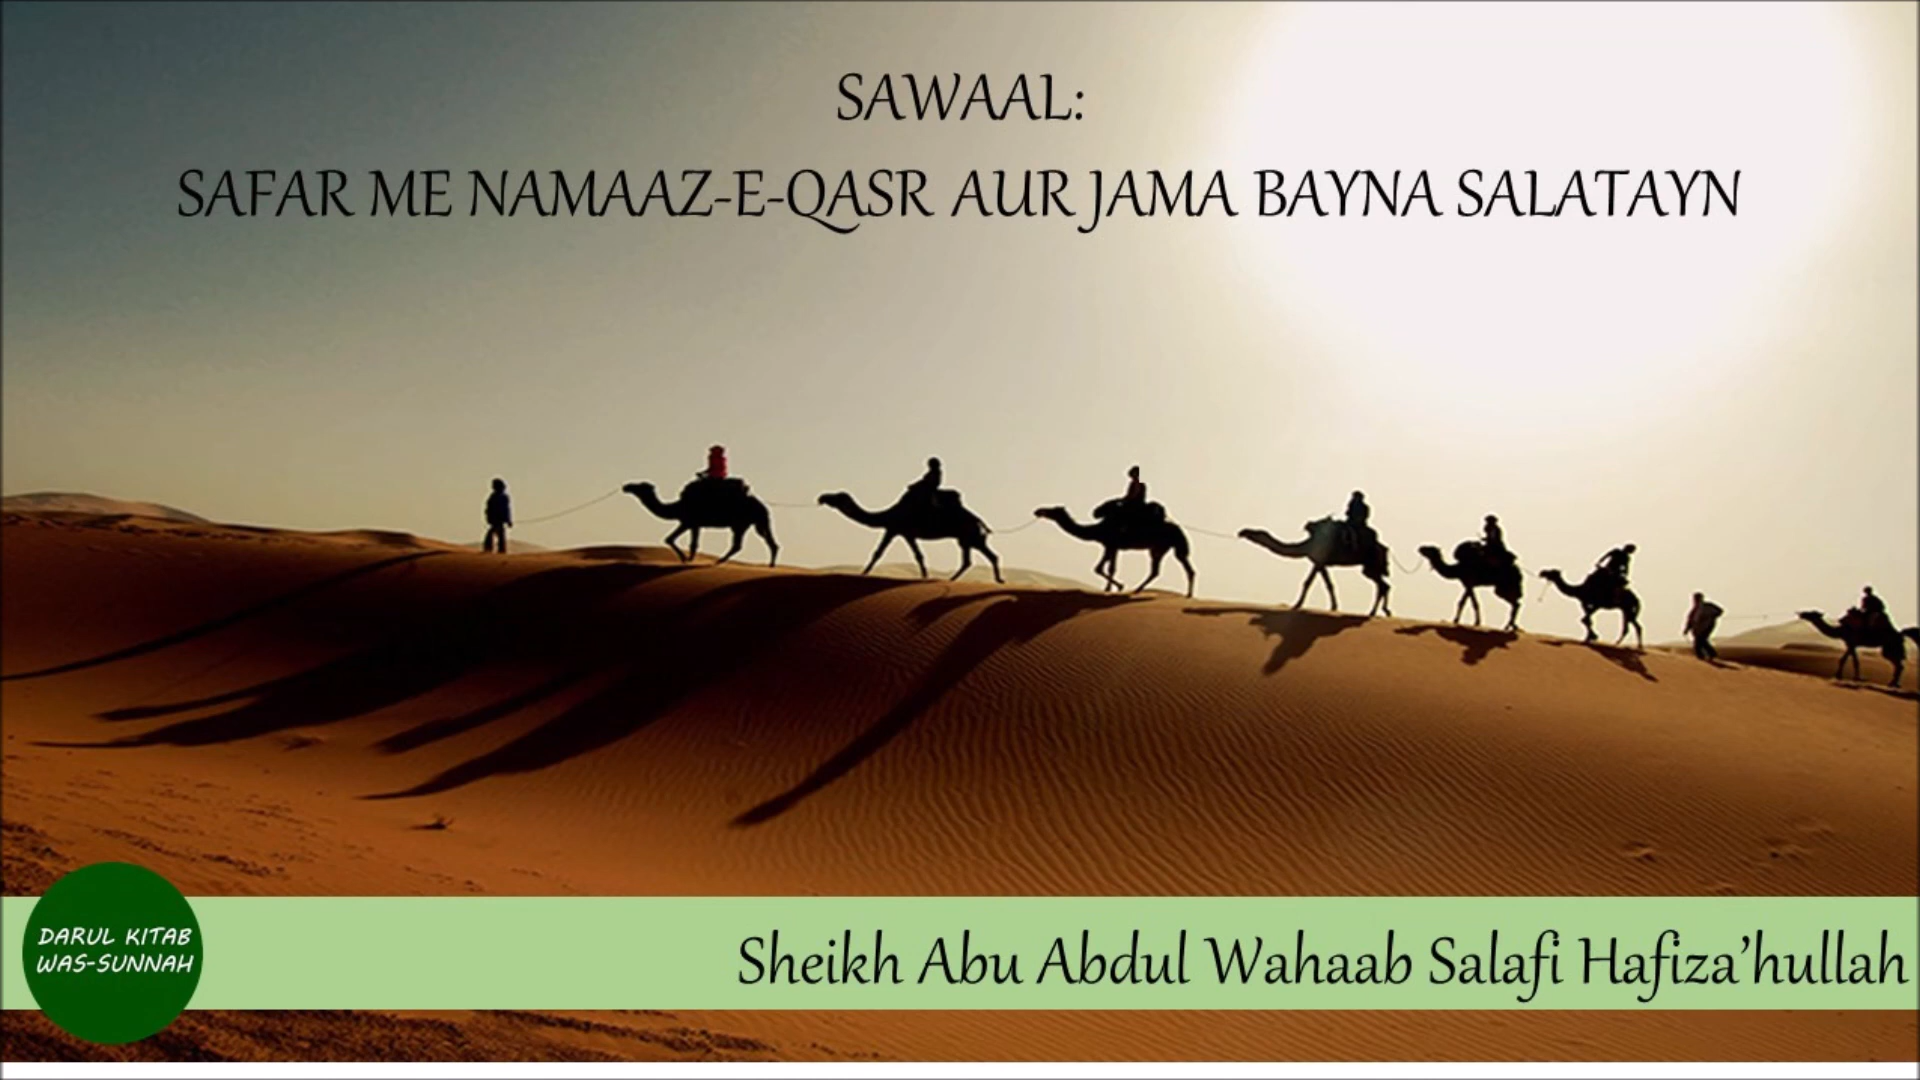 SAWAAL:
SAFAR ME NAMAAZ-E-QASR AUR JAMA BAYNA SALATAYN
DARUL KITAB
WAS-SUNNAH
Sheikh Abu Abdul Wahaab Salafi Hafiza'hullah